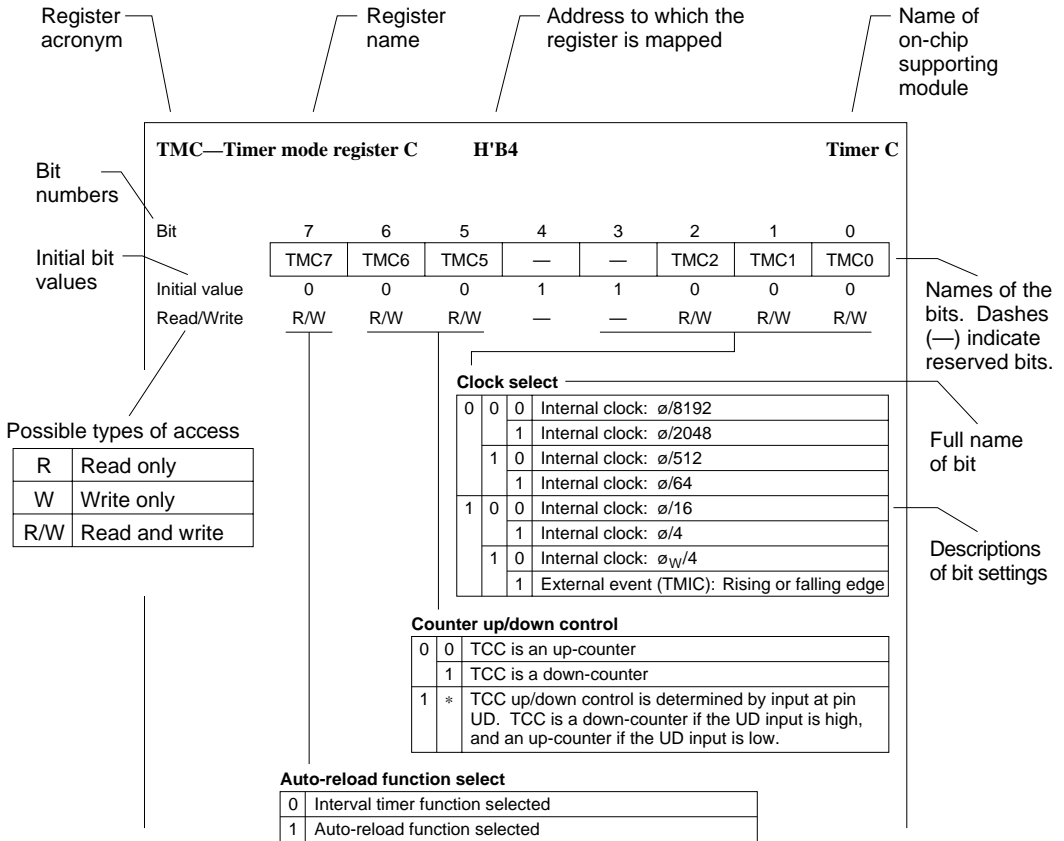 Register acronym
Register name
Address to which the register is mapped
Name of on-chip supporting module
TMC—Timer mode register C H'B4 Timer C
Bit numbers
Bit 7 6 5 4 3 2 1 0
Initial bit values
TMC7 TMC6 TMC5 — — TMC2 TMC1 TMC0
Initial value 0 0 0 1 1 0 0 0
Read/Write R/W R/W R/W — — R/W R/W R/W
Names of the bits. Dashes (—) indicate reserved bits.
Clock select
0 0 0 Internal clock: ø/8192
1 Internal clock: ø/2048
1 0 Internal clock: ø/512
1 Internal clock: ø/64
1 0 0 Internal clock: ø/16
1 Internal clock: ø/4
1 0 Internal clock: øW/4
1 External event (TMIC): Rising or falling edge
Full name of bit
Descriptions of bit settings
Possible types of access
R Read only
W Write only
R/W Read and write
Counter up/down control
0 0 TCC is an up-counter
1 TCC is a down-counter
1 * TCC up/down control is determined by input at pin
UD. TCC is a down-counter if the UD input is high,
and an up-counter if the UD input is low.
Auto-reload function select
0 Interval timer function selected
1 Auto-reload function selected